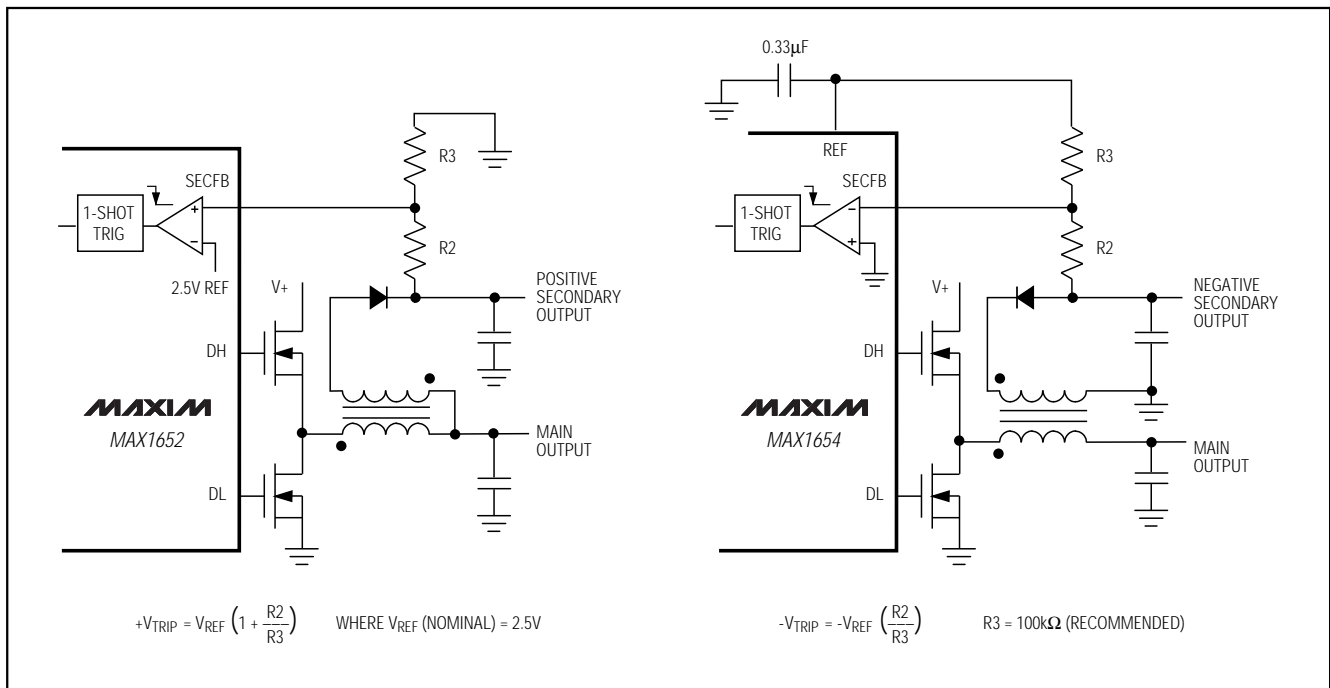 SECFB
1-SHOT
TRIG
+
−
2.5V REF
R3
R2
V+
POSITIVE
SECONDARY
OUTPUT
DH
MAXIM
MAX1652
MAIN
OUTPUT
DL
+VTRIP = VREF (1 + R2/R3) WHERE VREF (NOMINAL) = 2.5V
0.33μF
REF
R3
SECFB
1-SHOT
TRIG
−
+
R2
V+
NEGATIVE
SECONDARY
OUTPUT
DH
MAXIM
MAX1654
MAIN
OUTPUT
DL
-VTRIP = -VREF (R2/R3) R3 = 100kΩ (RECOMMENDED)